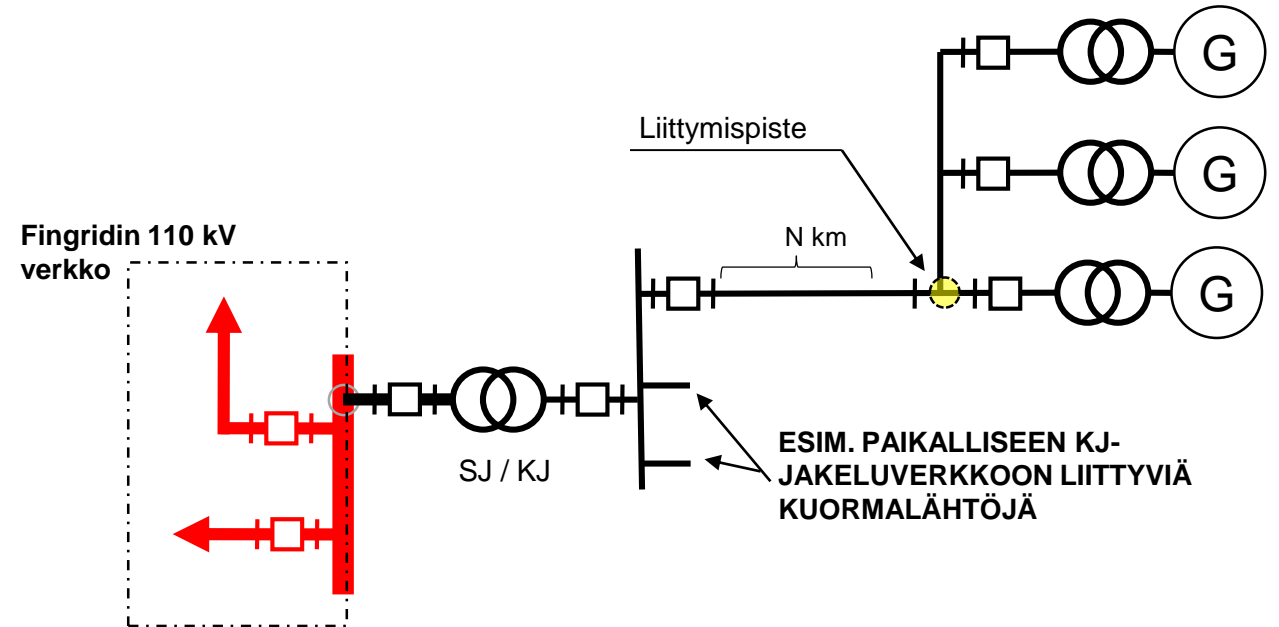 G
Liittymispiste
G
Fingridin 110 kV
verkko
N km
G
SJ / KJ
ESIM. PAIKALLISEEN KJ-
JAKELUVERKKOON LIITTYVIÄ
KUORMALÄHTÖJÄ